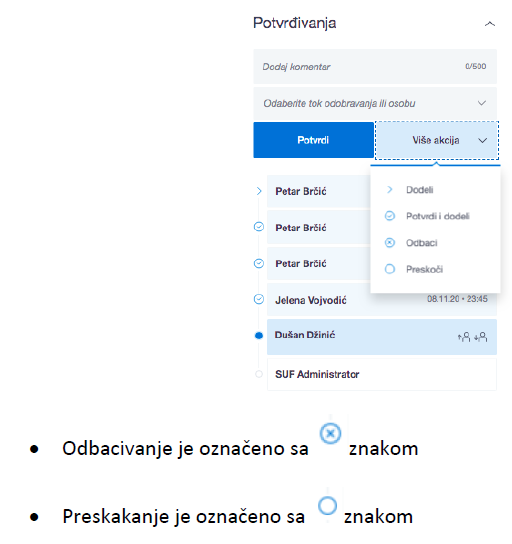 Potvrđivanja
Dodaj komentar 0/500
Odaberite tok odobravanja ili osobu
Potvrdi Više akcija
Petar Brčić
Dodeli
Petar Brčić
Potvrdi i dodeli
Odbaci
Petar Brčić
Preskoči
Jelena Vojvodić 08.11.20 • 23:45
Dušan Džinić
SUF Administrator
• Odbacivanje je označeno sa znakom
• Preskakanje je označeno sa znakom